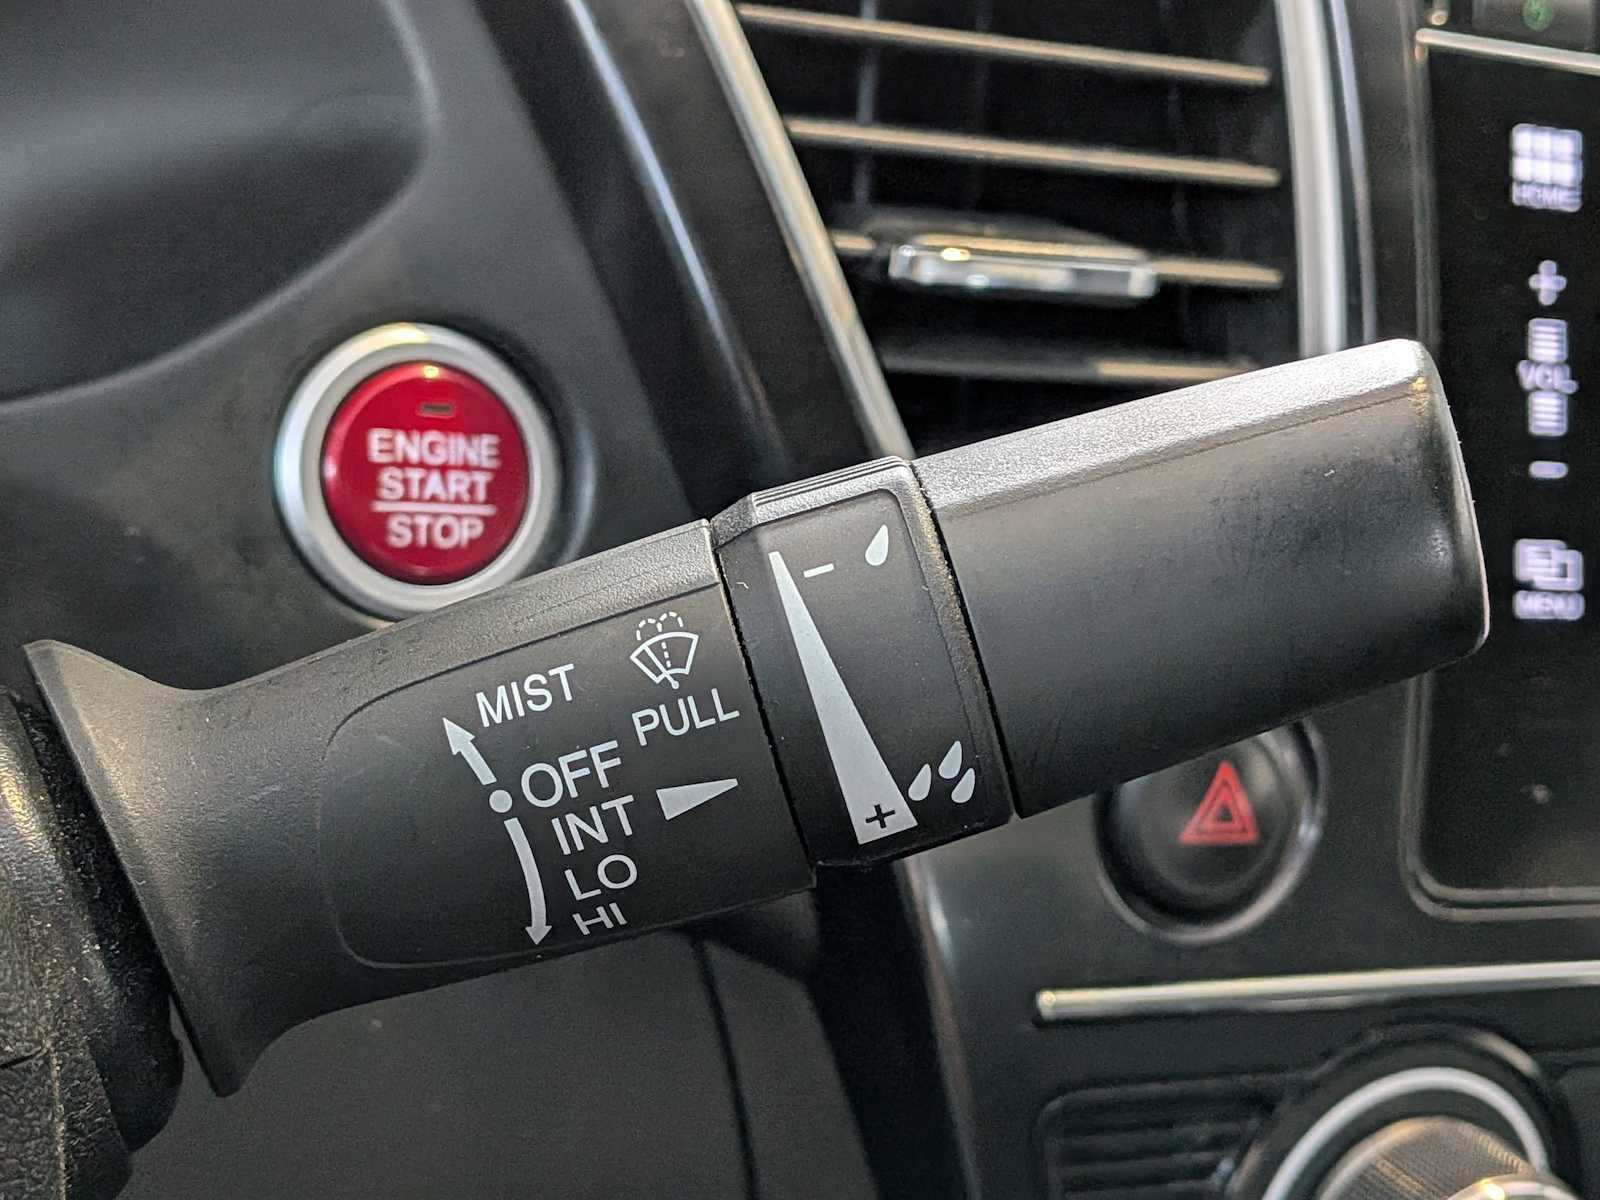 HOME
+
VOL
-
MENU
ENGINE
START
STOP
MIST
PULL
OFF
INT
LO
HI
-
+